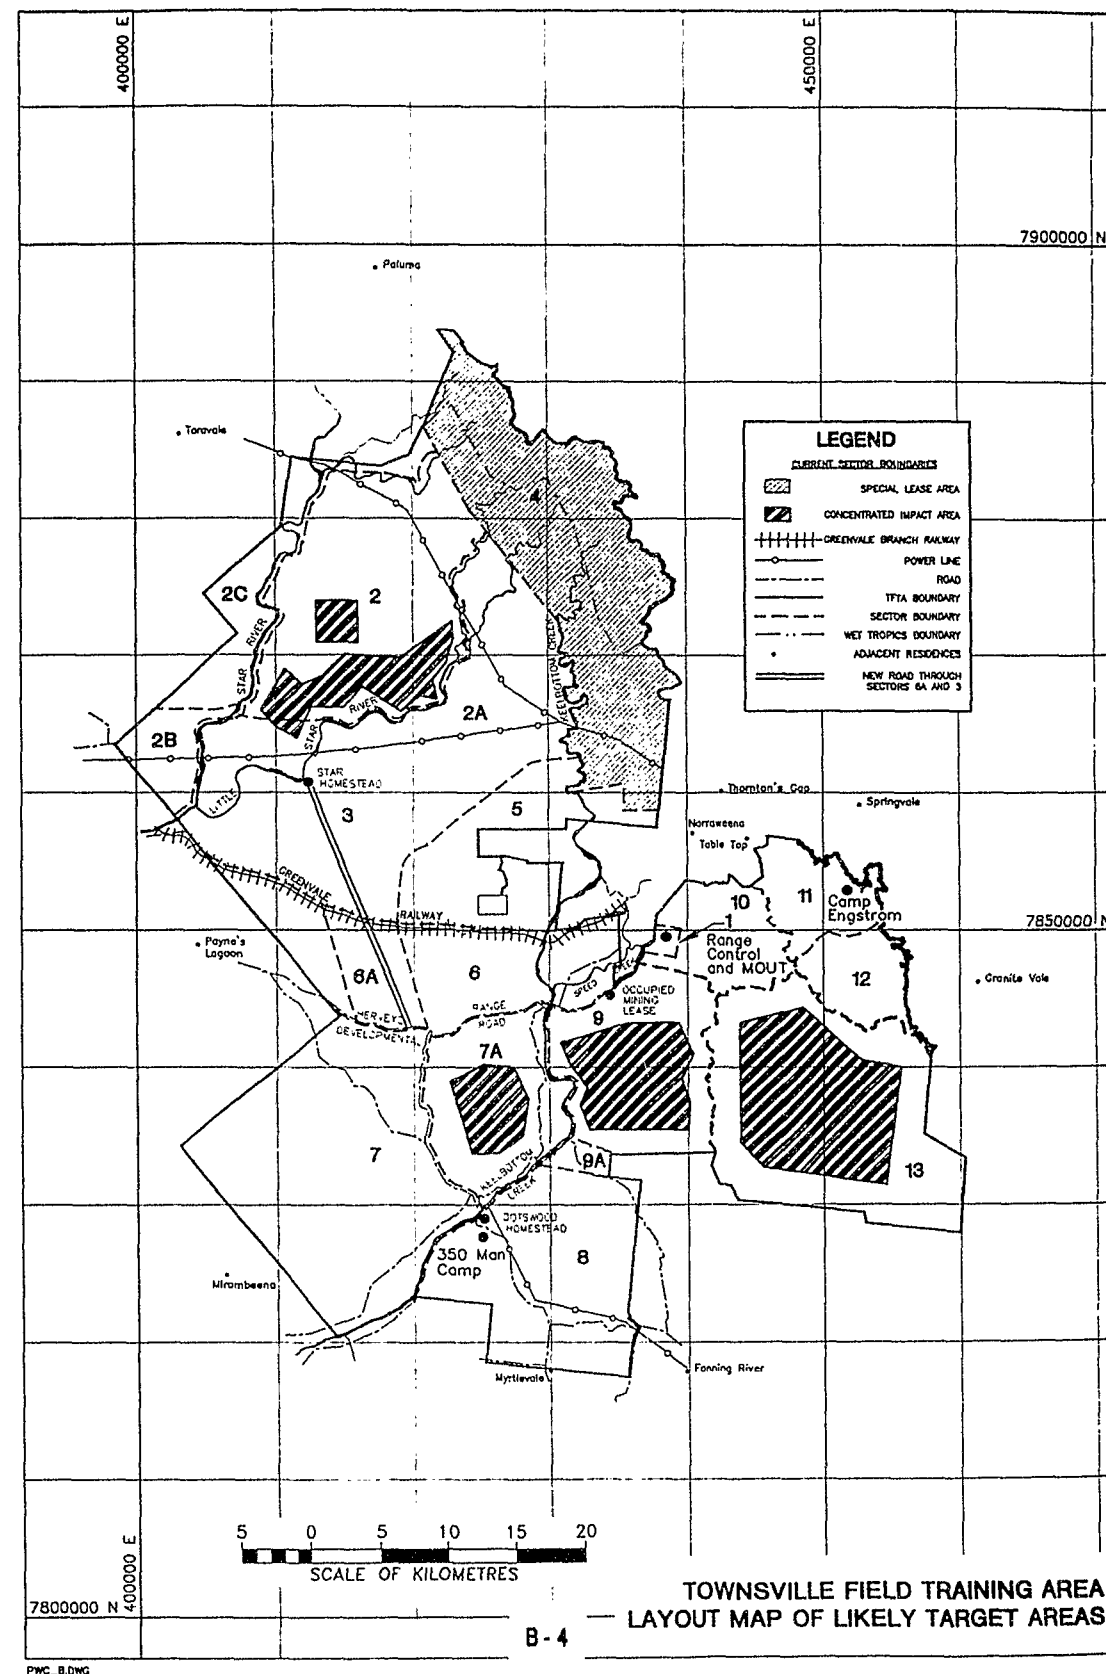 400000 E
450000 E
7900000 N
Paluma
Taravale
LEGEND
CURRENT SECTOR BOUNDARIES
SPECIAL LEASE AREA
CONCENTRATED IMPACT AREA
GREENVALE BRANCH RAILWAY
POWER LINE
ROAD
TFTA BOUNDARY
SECTOR BOUNDARY
WET TROPICS BOUNDARY
ADJACENT RESIDENCES
NEW ROAD THROUGH
SECTORS 6A AND 3
4
2C
2
STAR RIVER
KEELBOTTOM CREEK
2A
2B
STAR RIVER
LITTLE
STAR
HOMESTEAD
3
5
Thornton's Gap
Springvale
Norraweena
Table Top
GREENVALE
RAILWAY
10
11
Camp
Engstrom
1
7850000 N
Range
Control
and MOUT
Payne's
Lagoon
6A
6
SPEED CREEK
OCCUPIED
MINING
LEASE
12
Granite Vale
HERVEYS
RANGE
ROAD
DEVELOPMENTAL
9
7A
7
KEELBOTTOM
CREEK
9A
13
DOTSWOOD
HOMESTEAD
350 Man
Camp
8
Mirambeena
Myrtlevale
Fanning River
5 0 5 10 15 20
SCALE OF KILOMETRES
7800000 N
400000 E
TOWNSVILLE FIELD TRAINING AREA
LAYOUT MAP OF LIKELY TARGET AREAS
B-4
PWC_B.DWG